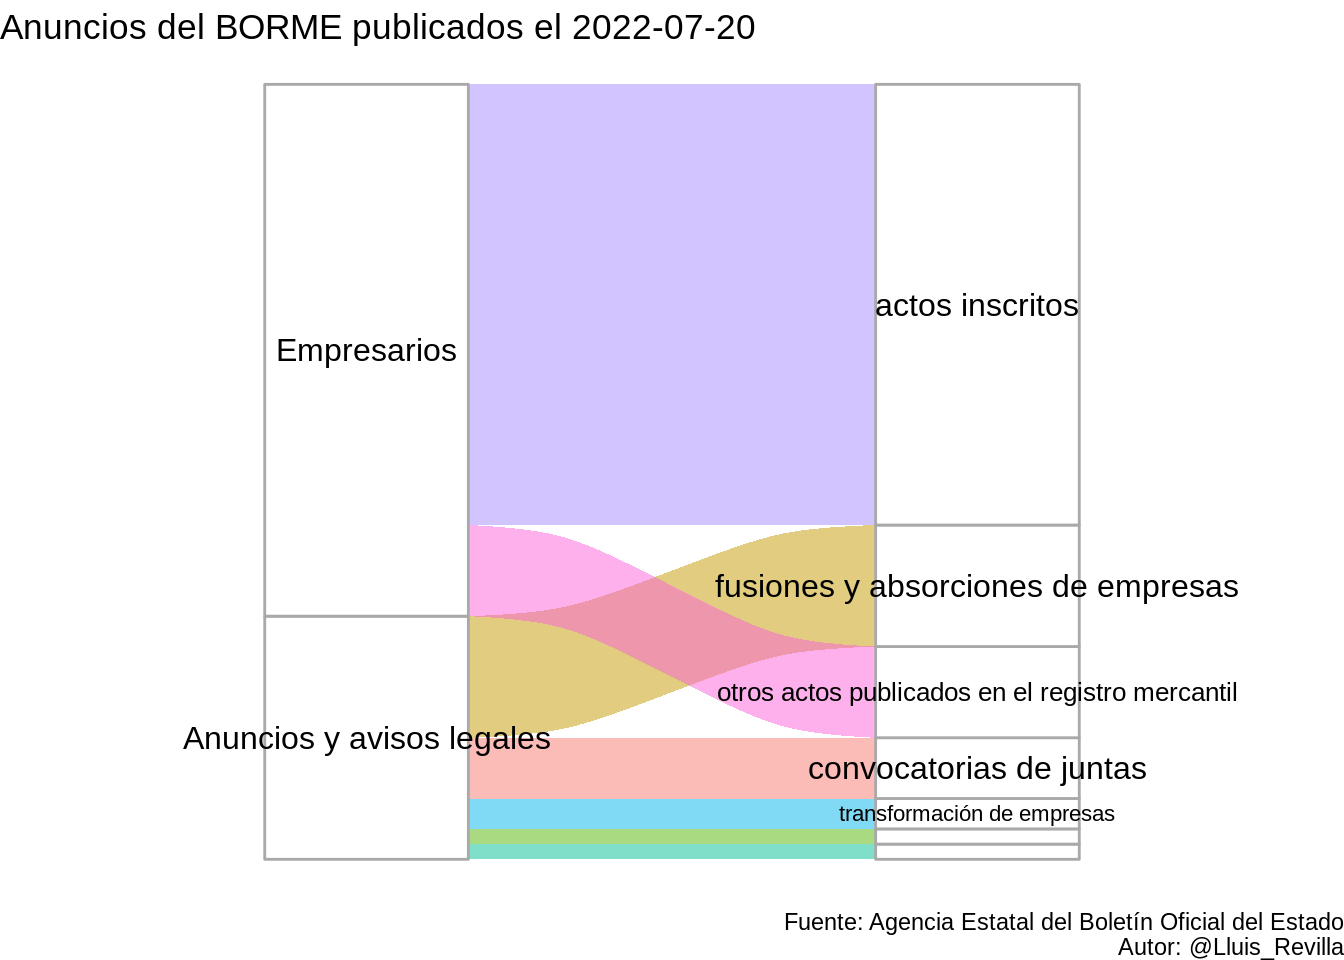 Anuncios del BORME publicados el 2022-07-20
actos inscritos
Empresarios
fusiones y absorciones de empresas
otros actos publicados en el registro mercantil
Anuncios y avisos legales
convocatorias de juntas
transformación de empresas
Fuente: Agencia Estatal del Boletín Oficial del Estado
Autor: @Lluis_Revilla